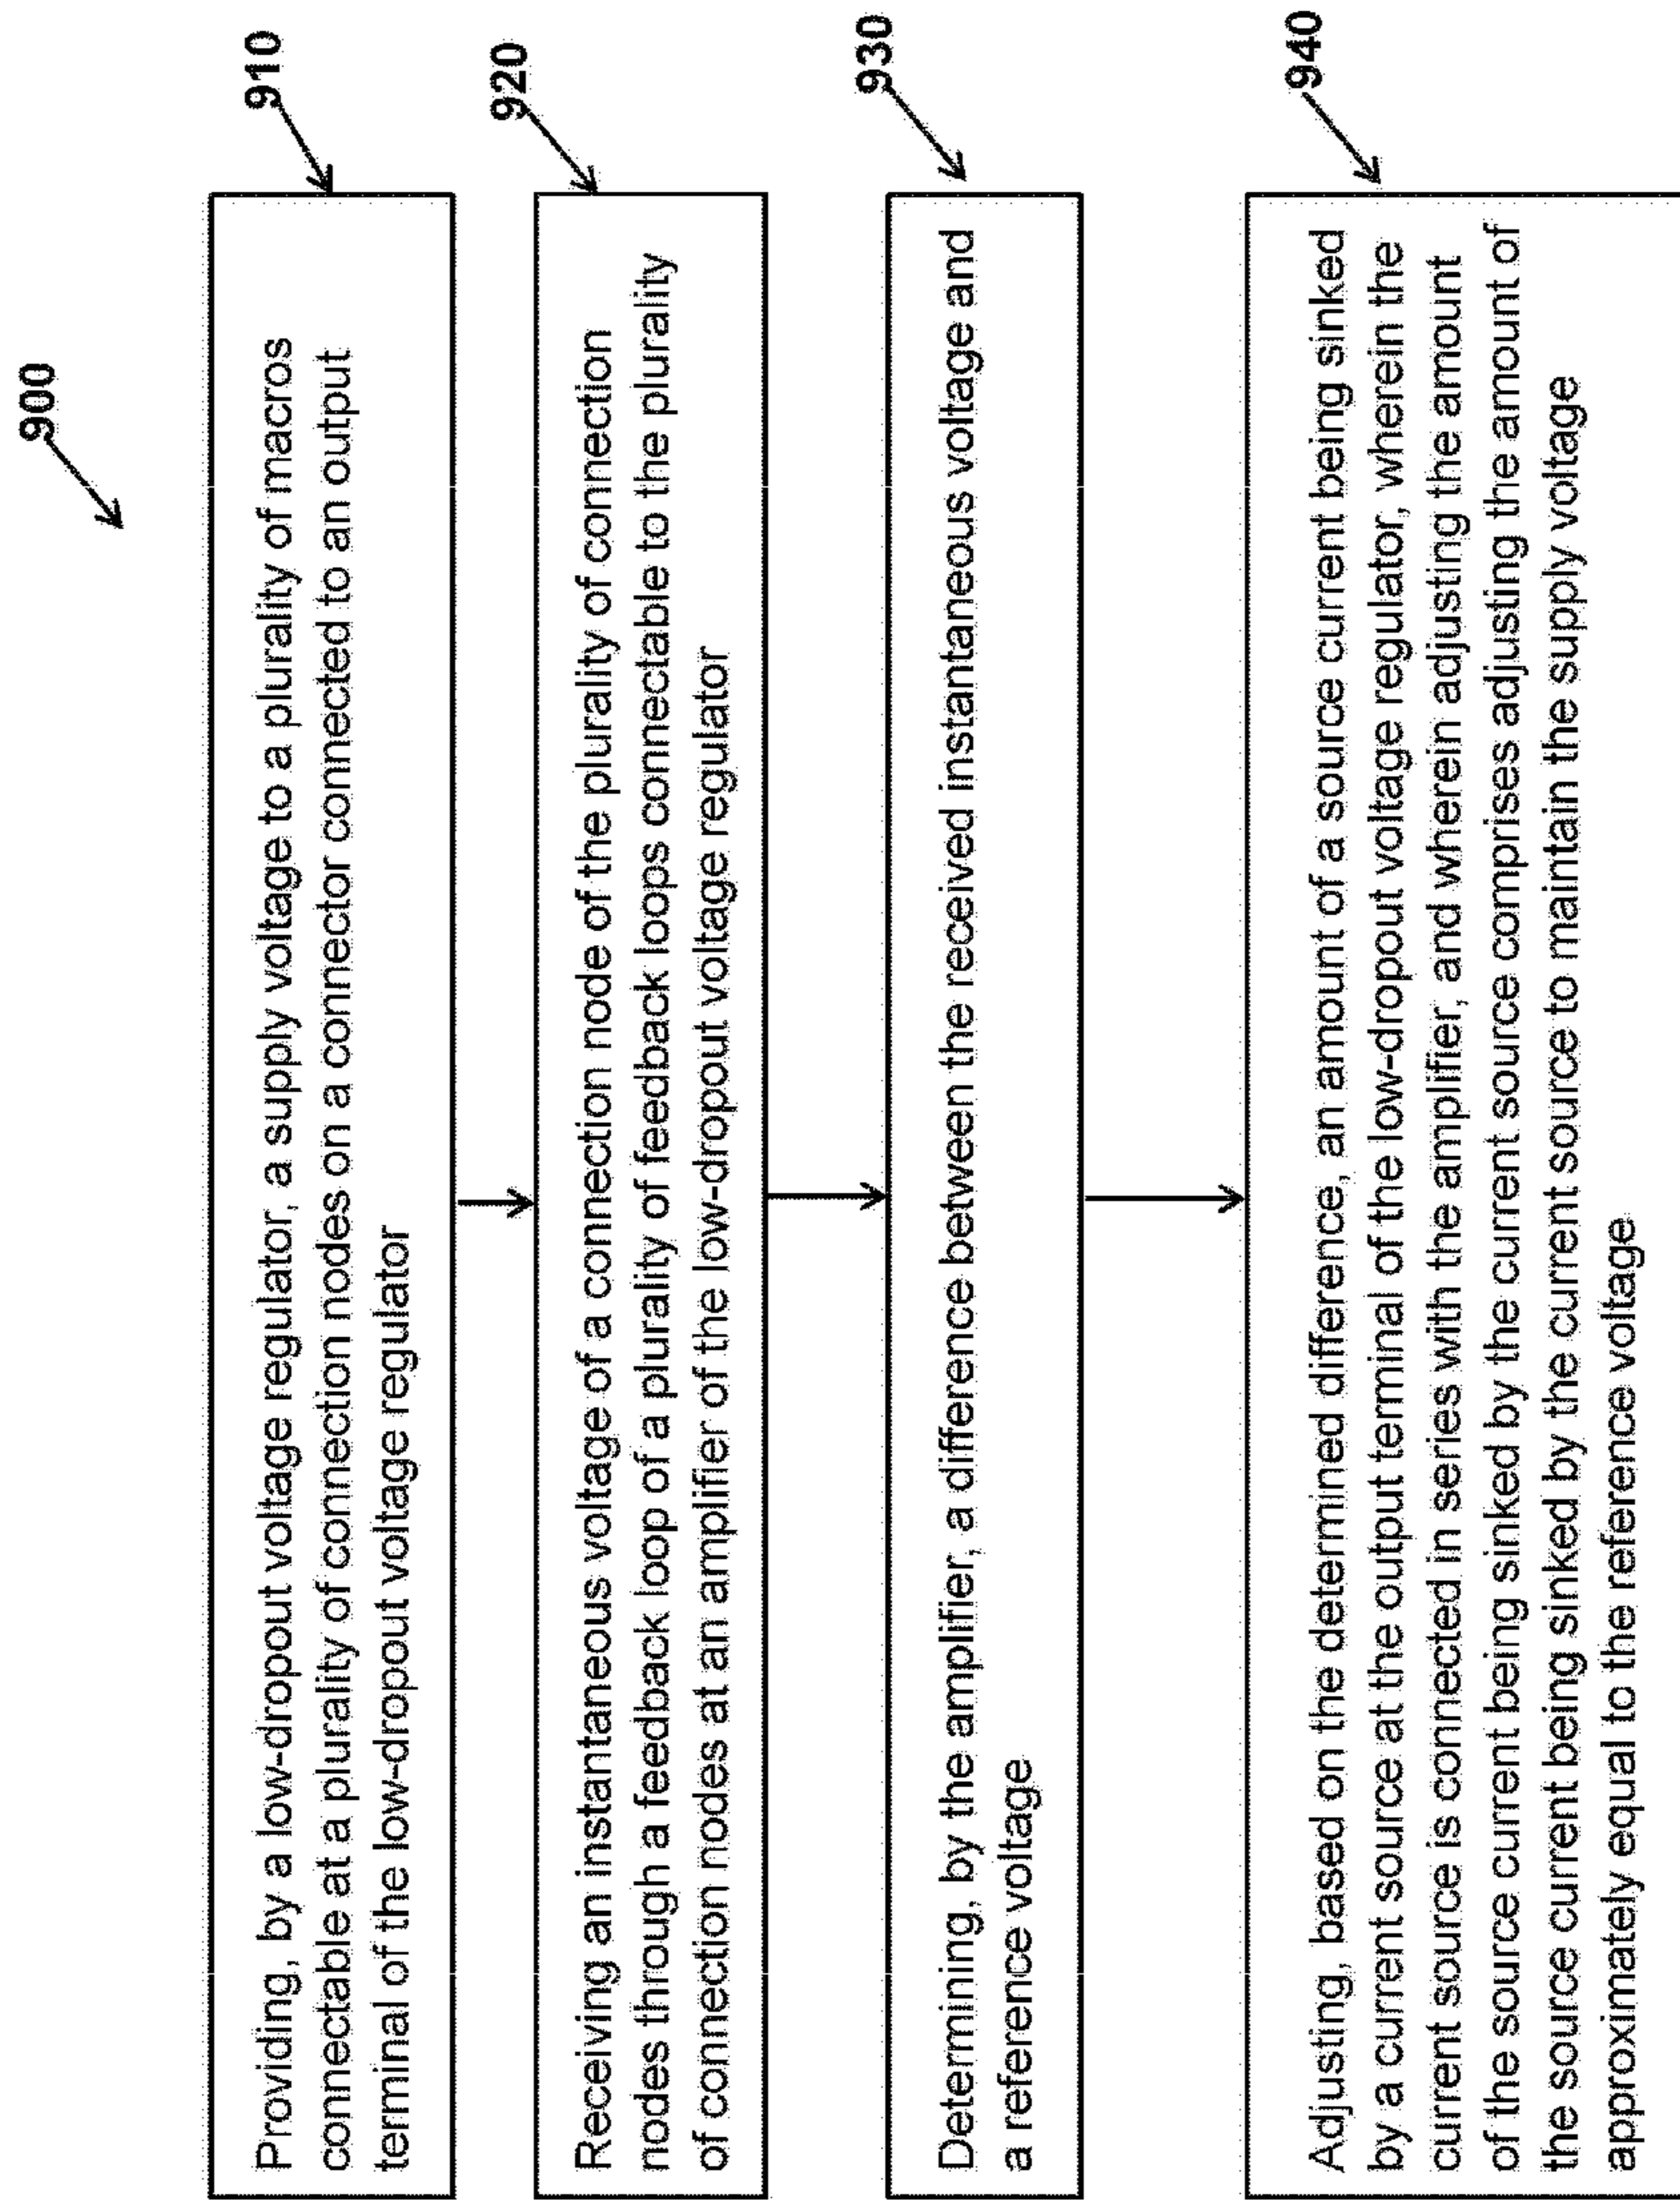 900
910
Providing, by a low-dropout voltage regulator, a supply voltage to a plurality of macros
connectable at a plurality of connection nodes on a connector connected to an output
terminal of the low-dropout voltage regulator
920
Receiving an instantaneous voltage of a connection node of the plurality of connection
nodes through a feedback loop of a plurality of feedback loops connectable to the plurality
of connection nodes at an amplifier of the low-dropout voltage regulator
930
Determining, by the amplifier, a difference between the received instantaneous voltage and
a reference voltage
940
Adjusting, based on the determined difference, an amount of a source current being sinked
by a current source at the output terminal of the low-dropout voltage regulator, wherein the
current source is connected in series with the amplifier, and wherein adjusting the amount
of the source current being sinked by the current source comprises adjusting the amount of
the source current being sinked by the current source to maintain the supply voltage
approximately equal to the reference voltage